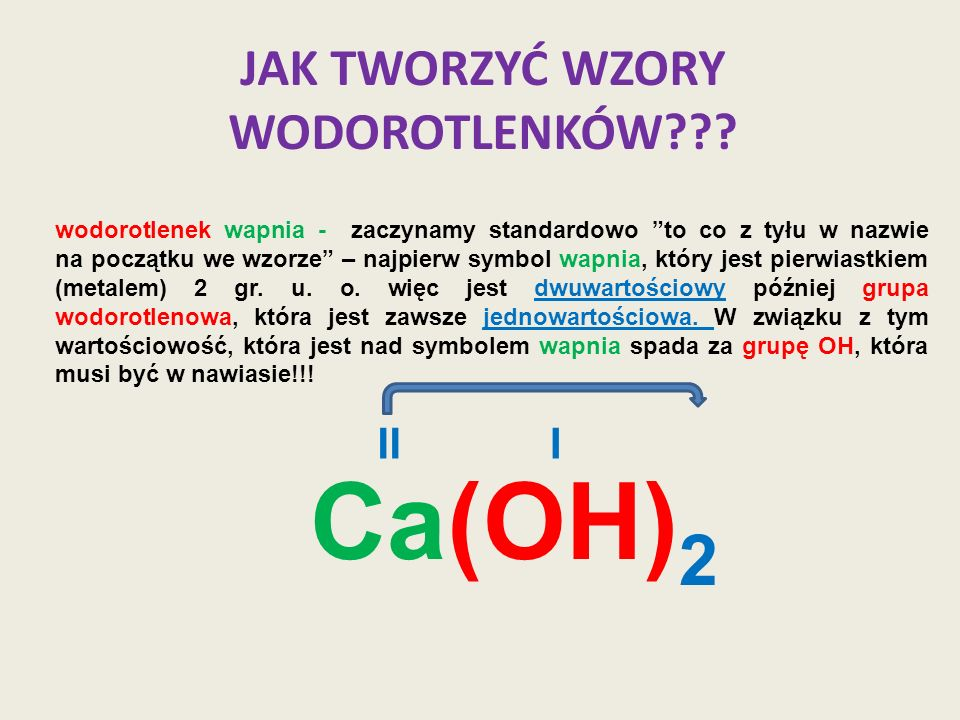 JAK TWORZYĆ WZORY
WODOROTLENKÓW???
wodorotlenek wapnia - zaczynamy standardowo ”to co z tyłu w nazwie
na początku we wzorze” – najpierw symbol wapnia, który jest pierwiastkiem
(metalem) 2 gr. u. o. więc jest dwuwartościowy później grupa
wodorotlenowa, która jest zawsze jednowartościowa. W związku z tym
wartościowość, która jest nad symbolem wapnia spada za grupę OH, która
musi być w nawiasie!!!
II I
Ca(OH)2